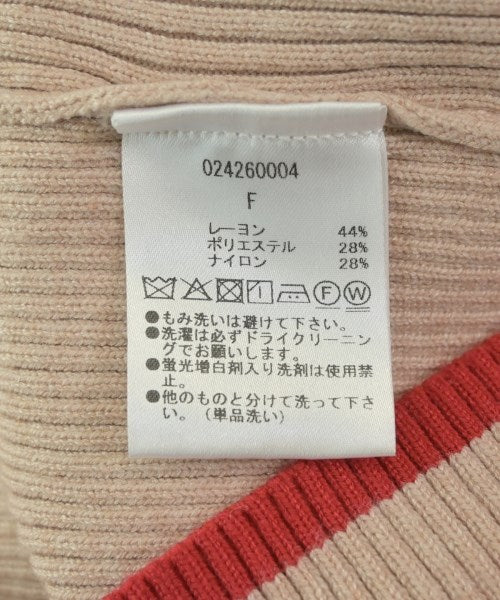 024260004
F
レーヨン 44%
ポリエステル 28%
ナイロン 28%
F W
●もみ洗いは避けて下さい。
●洗濯は必ずドライクリーニン
グでお願いします。
●蛍光増白剤入り洗剤は使用禁
止。
●他のものと分けて洗って下さ
い。(単品洗い)